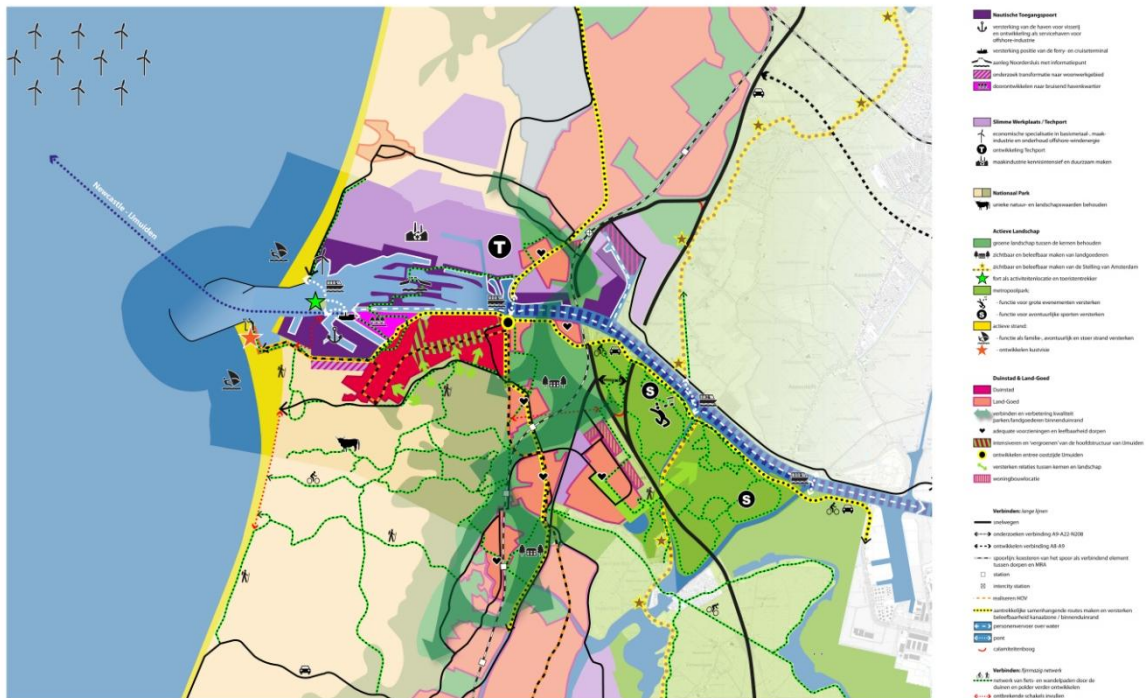 Newcastle - IJmuiden
T
S
S
Nautische Toegangspoort
versterking van de haven voor visserij
en ontwikkeling als servicehaven voor
offshore-industrie
versterking positie van de ferry- en cruiseterminal
aanleg Noordersluis met informatiepunt
onderzoek transformatie naar woonwerkgebied
doorontwikkelen naar bruisend havenkwartier
Slimme Werkplaats / Techport
economische specialisatie in basismetaal-, maak-
industrie en onderhoud offshore-windenergie
T
ontwikkeling Techport
maakindustrie kennisintensief en duurzaam maken
Nationaal Park
unieke natuur- en landschapswaarden behouden
Actieve Landschap
groene landschap tussen de kernen behouden
zichtbaar en beleefbaar maken van landgoederen
zichtbaar en beleefbaar maken van de Stelling van Amsterdam
fort als activiteitenlocatie en toeristentrekker
metropoolpark:
- functie voor grote evenementen versterken
S
- functie voor avontuurlijke sporten versterken
actieve strand:
- functie als familie-, avontuurlijk en stoer strand versterken
- ontwikkelen kustvisie
Duinstad & Land-Goed
Duinstad
Land-Goed
verbinden en verbetering kwaliteit
parken/landgoederen binnenduinrand
adequate voorzieningen en leefbaarheid dorpen
intensiveren en 'vergroenen' van de hoofdstructuur van IJmuiden
ontwikkelen entree oostzijde IJmuiden
versterken relaties tussen kernen en landschap
woningbouwlocatie
Verbinden: lange lijnen
snelwegen
onderzoeken verbinding A9-A22-N208
ontwikkelen verbinding A8-A9
spoorlijn: koesteren van het spoor als verbindend element
tussen dorpen en MRA
station
intercity station
realiseren HOV
aantrekkelijke samenhangende routes maken en versterken
beleefbaarheid kanaalzone / binnenduinrand
personenvervoer over water
pont
calamiteitenboog
Verbinden: fijnmazig netwerk
netwerk van fiets- en wandelpaden door de
duinen en polder verder ontwikkelen
ontbrekende schakels invullen